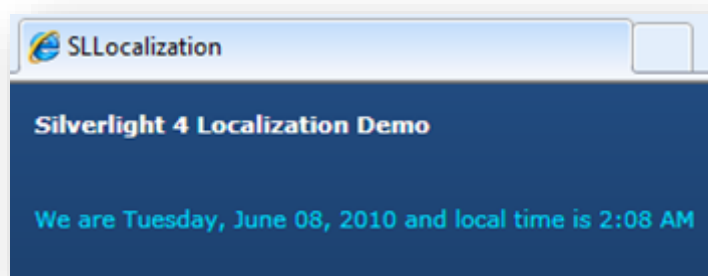 SLLocalization
Silverlight 4 Localization Demo
We are Tuesday, June 08, 2010 and local time is 2:08 AM